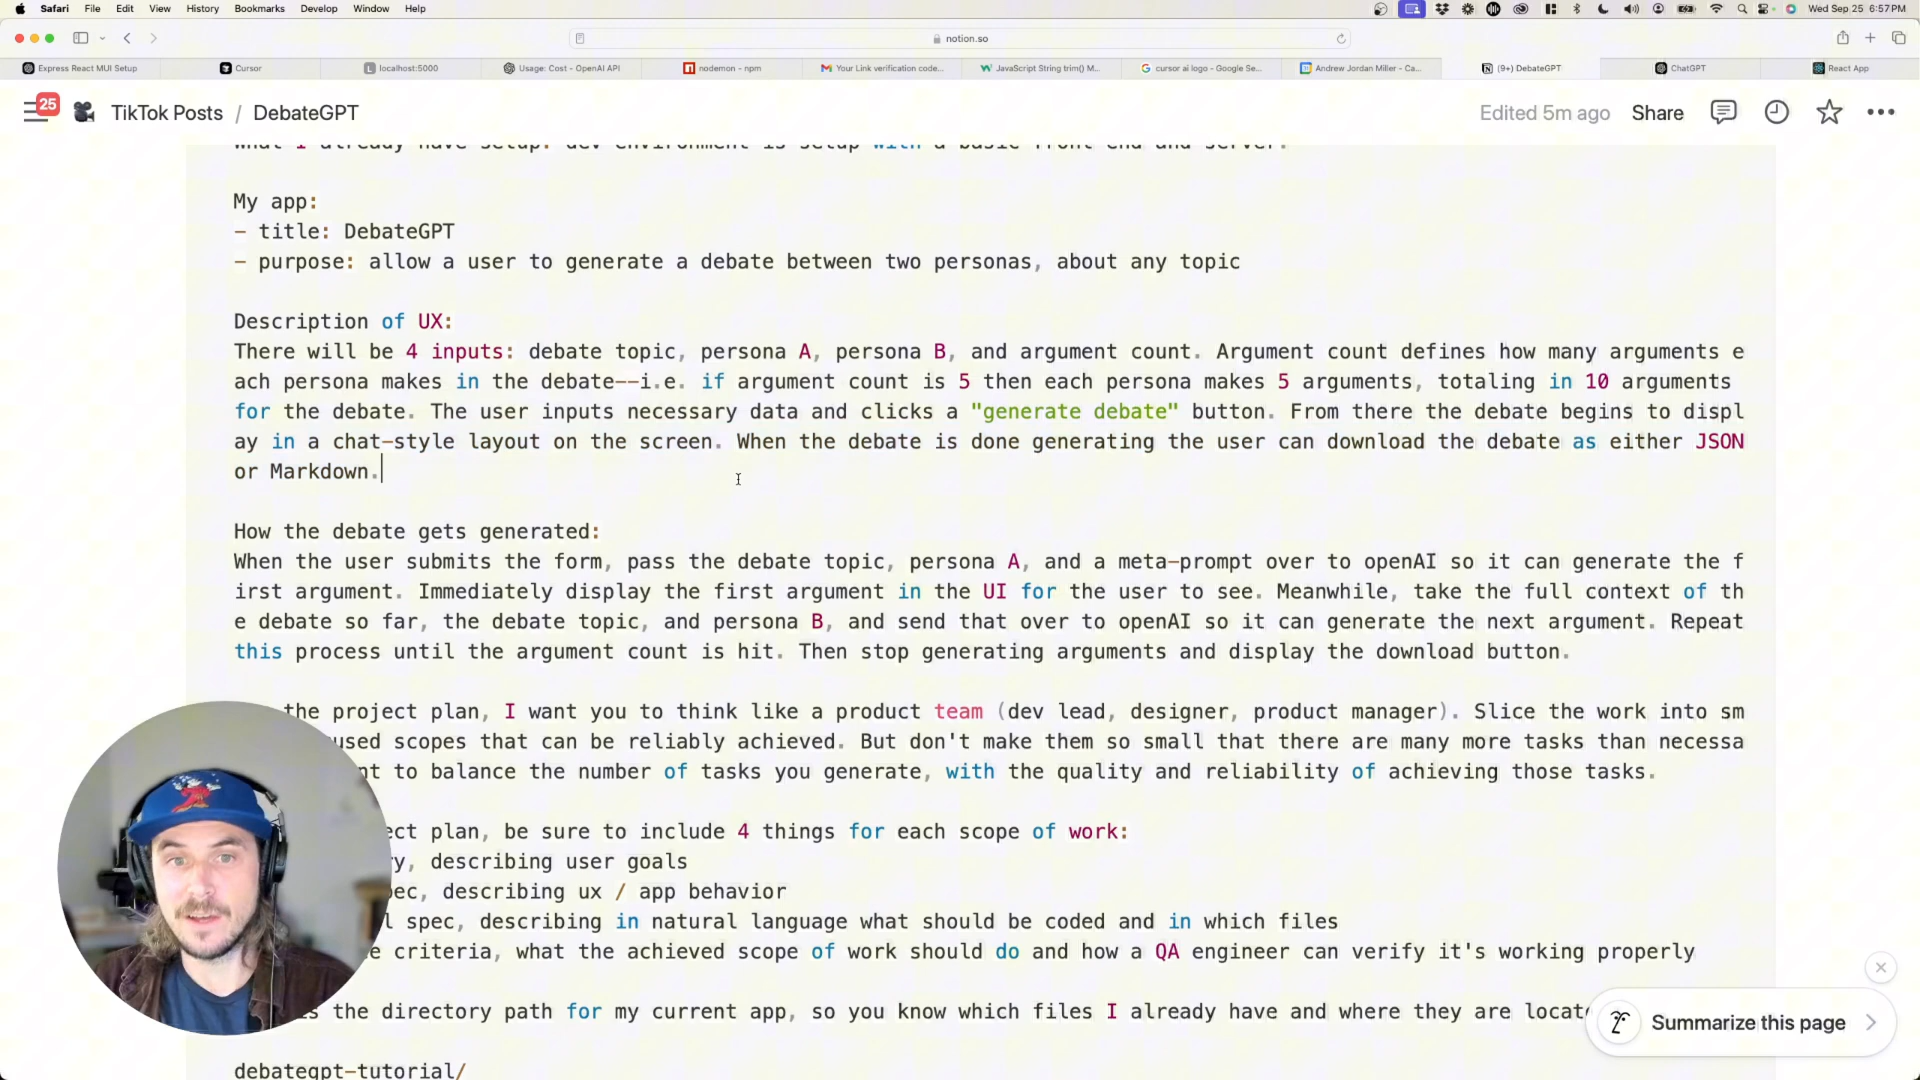 Safari File Edit View History Bookmarks Develop Window Help
Wed Sep 25 6:57 PM
notion.so
Express React MUI Setup
Cursor
localhost:5000
Usage: Cost - OpenAI API
nodemon - npm
Your Link verification code...
JavaScript String trim() M...
cursor ai logo - Google Se...
Andrew Jordan Miller - Ca...
(9+) DebateGPT
ChatGPT
React App
25
TikTok Posts / DebateGPT
Edited 5m ago Share
What I already have setup: dev environment is setup with a basic front end and server.
My app:
- title: DebateGPT
- purpose: allow a user to generate a debate between two personas, about any topic
Description of UX:
There will be 4 inputs: debate topic, persona A, persona B, and argument count. Argument count defines how many arguments e
ach persona makes in the debate--i.e. if argument count is 5 then each persona makes 5 arguments, totaling in 10 arguments
for the debate. The user inputs necessary data and clicks a "generate debate" button. From there the debate begins to displ
ay in a chat-style layout on the screen. When the debate is done generating the user can download the debate as either JSON
or Markdown.
How the debate gets generated:
When the user submits the form, pass the debate topic, persona A, and a meta-prompt over to openAI so it can generate the f
irst argument. Immediately display the first argument in the UI for the user to see. Meanwhile, take the full context of th
e debate so far, the debate topic, and persona B, and send that over to openAI so it can generate the next argument. Repeat
this process until the argument count is hit. Then stop generating arguments and display the download button.
the project plan, I want you to think like a product team (dev lead, designer, product manager). Slice the work into sm
used scopes that can be reliably achieved. But don't make them so small that there are many more tasks than necessa
to balance the number of tasks you generate, with the quality and reliability of achieving those tasks.
plan, be sure to include 4 things for each scope of work:
describing user goals
describing ux / app behavior
spec, describing in natural language what should be coded and in which files
criteria, what the achieved scope of work should do and how a QA engineer can verify it's working properly
the directory path for my current app, so you know which files I already have and where they are locat
debategpt-tutorial/
Summarize this page